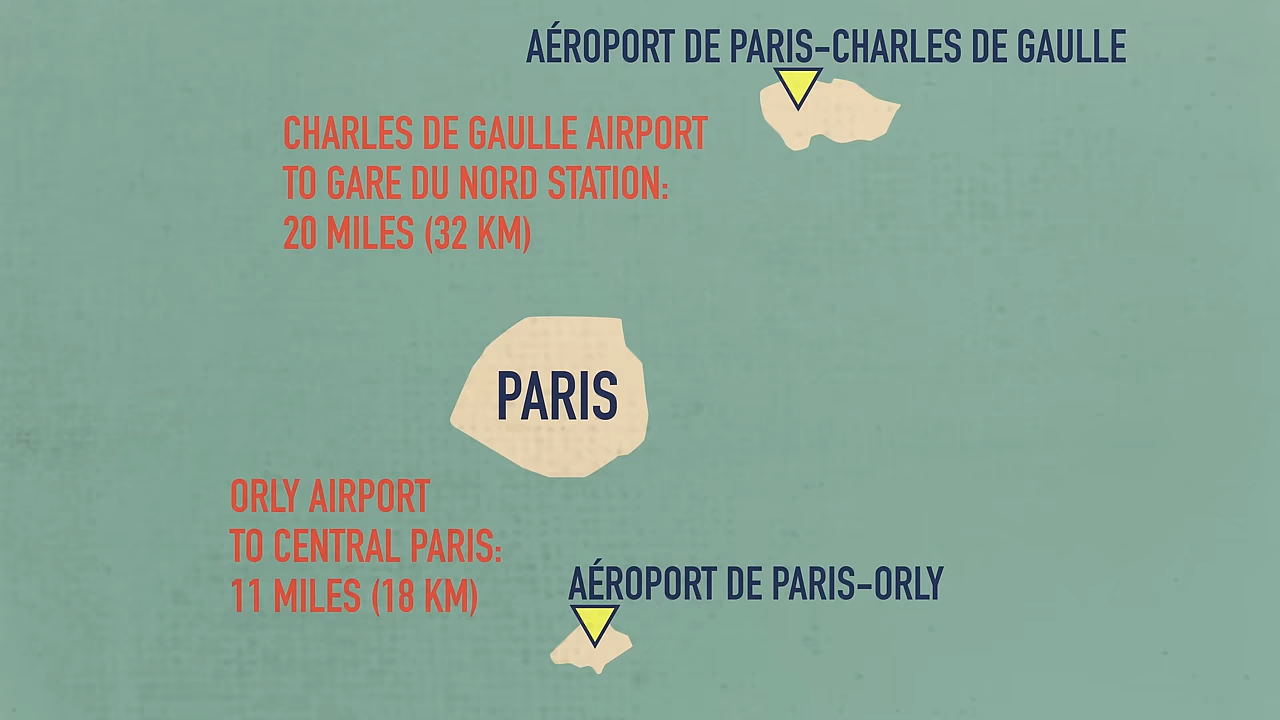 AÉROPORT DE PARIS-CHARLES DE GAULLE
CHARLES DE GAULLE AIRPORT
TO GARE DU NORD STATION:
20 MILES (32 KM)
PARIS
ORLY AIRPORT
TO CENTRAL PARIS:
11 MILES (18 KM)
AÉROPORT DE PARIS-ORLY